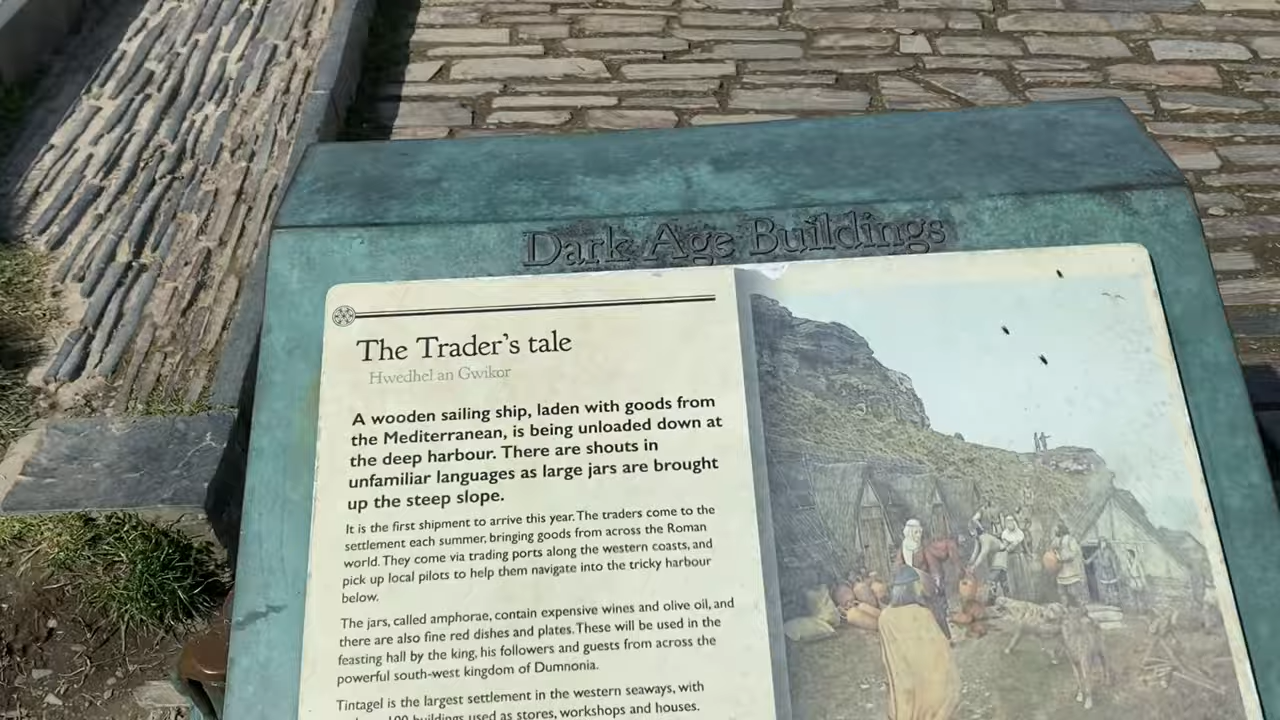 Dark Age Buildings
The Trader's tale
Hwedhel an Gwikor
A wooden sailing ship, laden with goods from
the Mediterranean, is being unloaded down at
the deep harbour. There are shouts in
unfamiliar languages as large jars are brought
up the steep slope.
It is the first shipment to arrive this year. The traders come to the
settlement each summer, bringing goods from across the Roman
world. They come via trading ports along the western coasts, and
pick up local pilots to help them navigate into the tricky harbour
below.
The jars, called amphorae, contain expensive wines and olive oil, and
there are also fine red dishes and plates. These will be used in the
feasting hall by the king, his followers and guests from across the
powerful south-west kingdom of Dumnonia.
Tintagel is the largest settlement in the western seaways, with
100 buildings used as stores, workshops and houses.